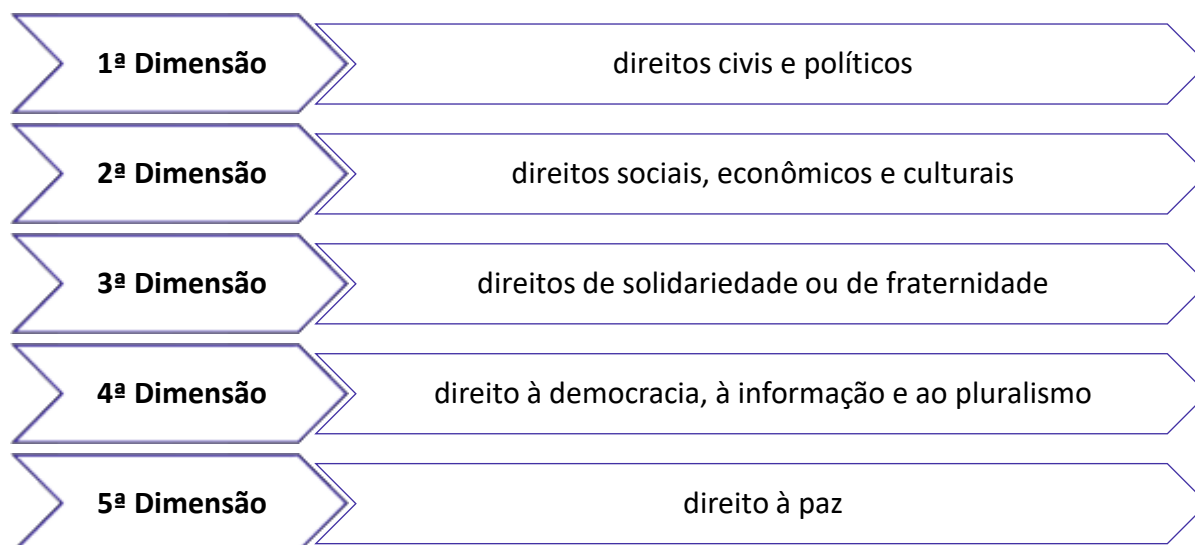 1ª Dimensão
direitos civis e políticos
2ª Dimensão
direitos sociais, econômicos e culturais
3ª Dimensão
direitos de solidariedade ou de fraternidade
4ª Dimensão
direito à democracia, à informação e ao pluralismo
5ª Dimensão
direito à paz